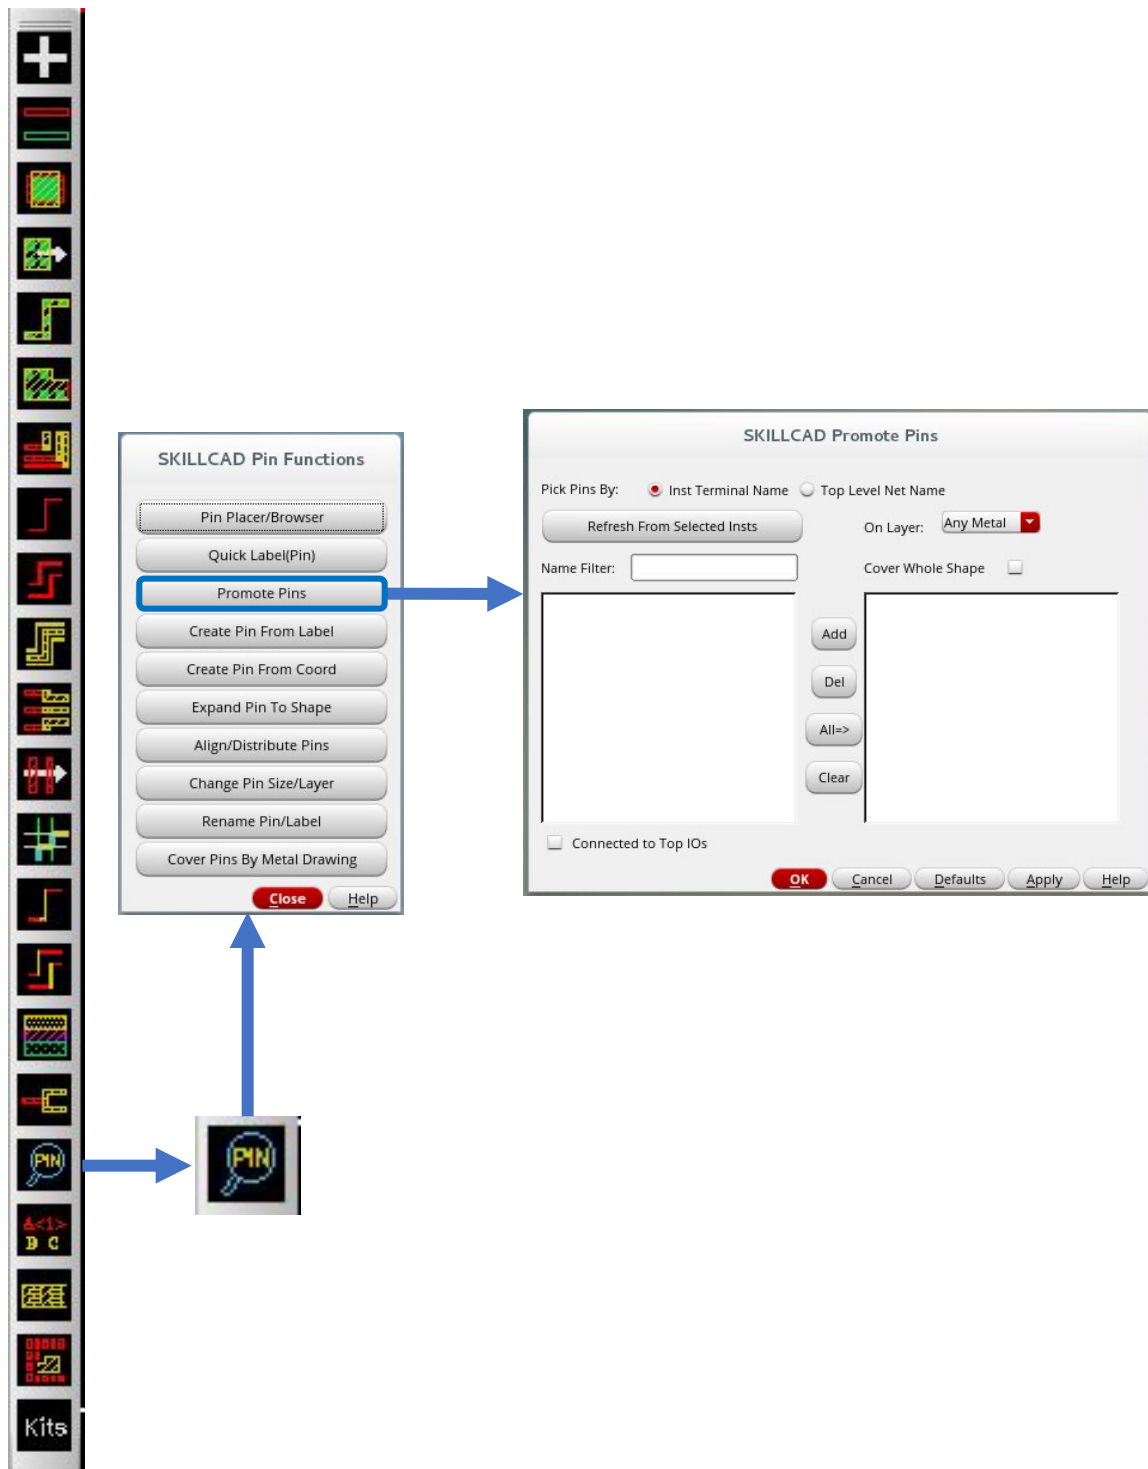 SKILLCAD Pin Functions
Pin Placer/Browser
Quick Label(Pin)
Promote Pins
Create Pin From Label
Create Pin From Coord
Expand Pin To Shape
Align/Distribute Pins
Change Pin Size/Layer
Rename Pin/Label
Cover Pins By Metal Drawing
Close Help
SKILLCAD Promote Pins
Pick Pins By: Inst Terminal Name Top Level Net Name
Refresh From Selected Insts On Layer: Any Metal
Name Filter: Cover Whole Shape
Add
Del
All=>
Clear
Connected to Top IOs
OK Cancel Defaults Apply Help
PIN
PIN
A<1>
B C
Kits